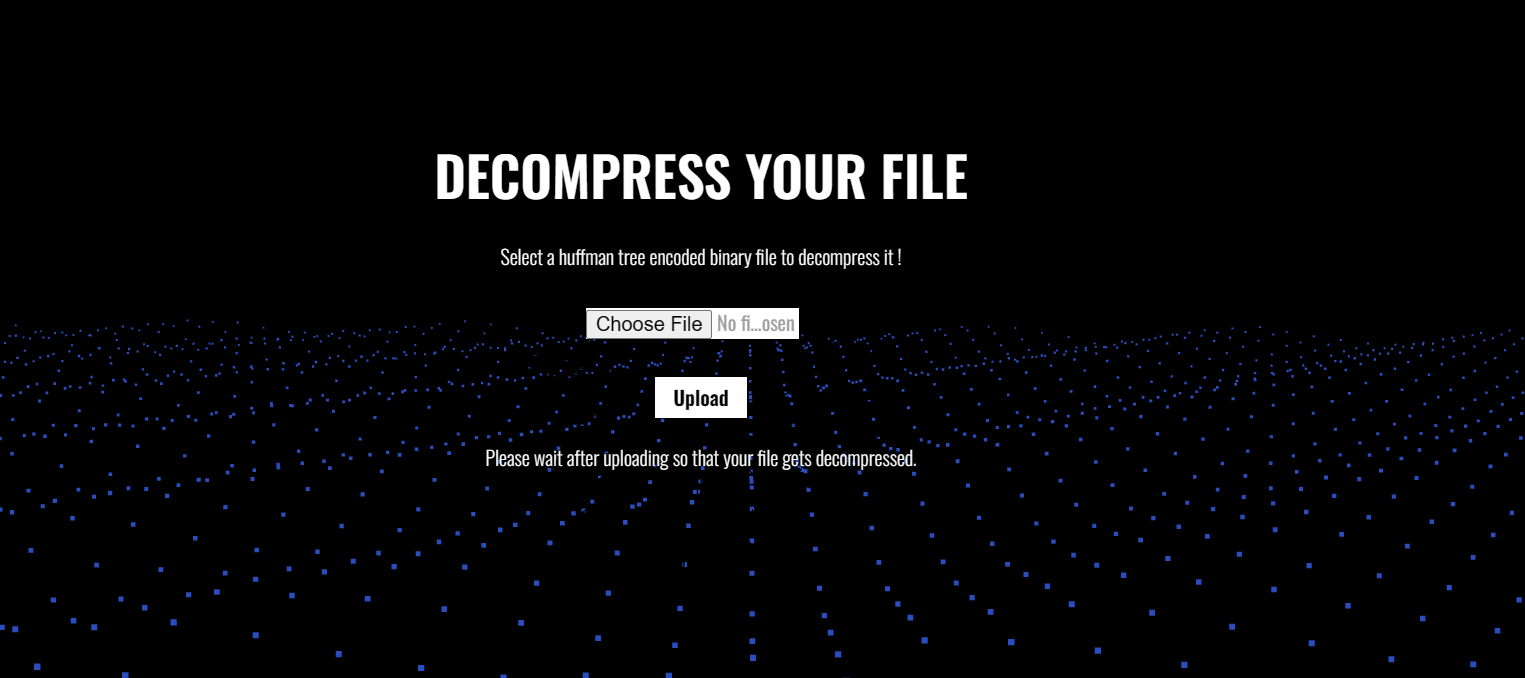 DECOMPRESS YOUR FILE
Select a huffman tree encoded binary file to decompress it !
Choose File No fi...osen
Upload
Please wait after uploading so that your file gets decompressed.